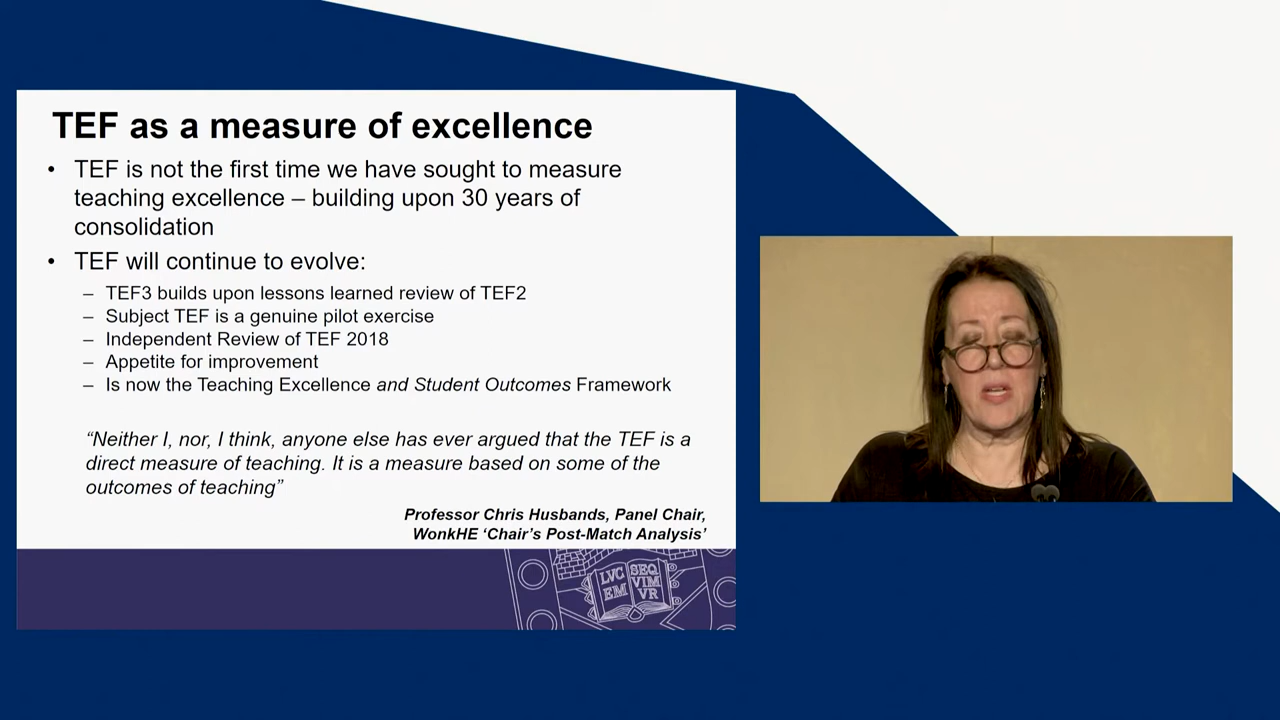 TEF as a measure of excellence
• TEF is not the first time we have sought to measure
teaching excellence – building upon 30 years of
consolidation
• TEF will continue to evolve:
– TEF3 builds upon lessons learned review of TEF2
– Subject TEF is a genuine pilot exercise
– Independent Review of TEF 2018
– Appetite for improvement
– Is now the Teaching Excellence and Student Outcomes Framework
“Neither I, nor, I think, anyone else has ever argued that the TEF is a
direct measure of teaching. It is a measure based on some of the
outcomes of teaching”
Professor Chris Husbands, Panel Chair,
WonkHE ‘Chair’s Post-Match Analysis’
LVC
EM
SEQ
VIM
VR